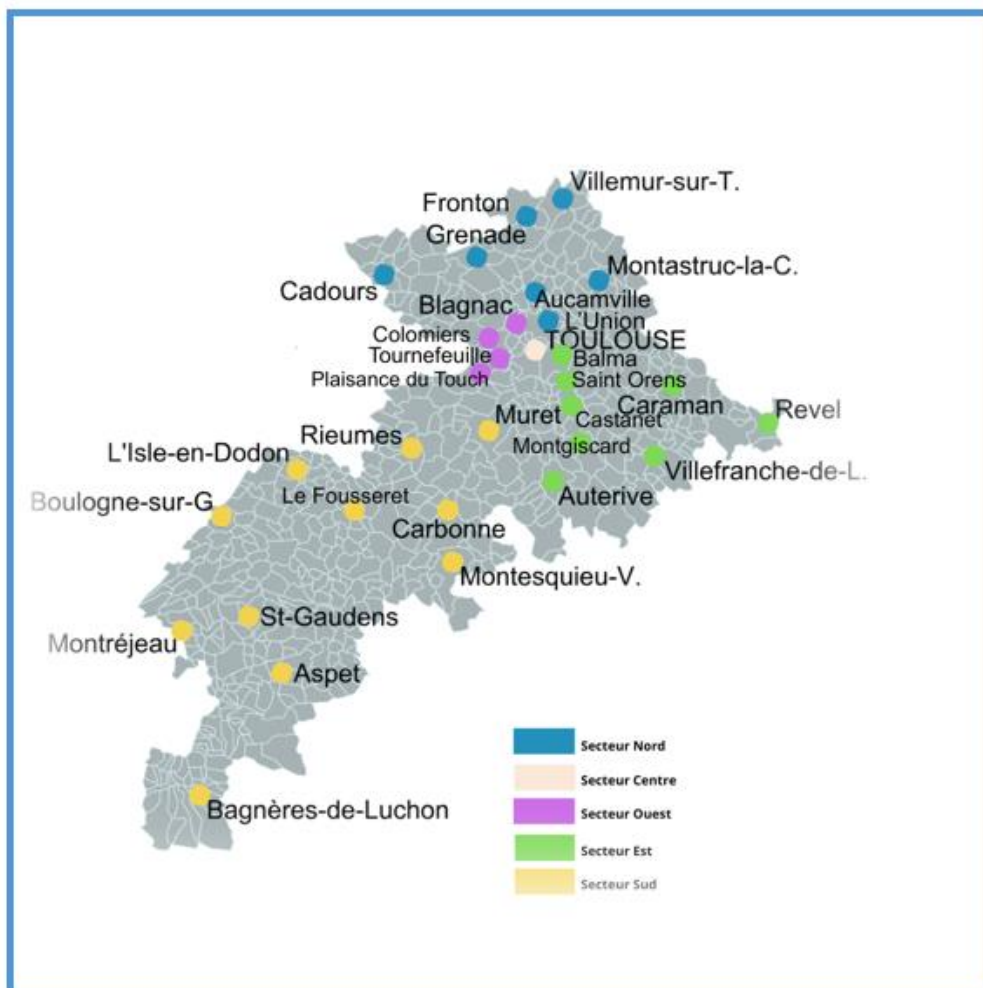 Villemur-sur-T.
Fronton
Grenade
Montastruc-la-C.
Cadours
Blagnac
Aucamville
L'Union
Colomiers
TOULOUSE
Tournefeuille
Balma
Plaisance du Touch
Saint Orens
Caraman
Revel
Muret
Castanet
Rieumes
Montgiscard
L'Isle-en-Dodon
Villefranche-de-L.
Le Fousseret
Auterive
Boulogne-sur-G
Carbonne
Montesquieu-V.
St-Gaudens
Montréjeau
Aspet
Secteur Nord
Secteur Centre
Bagnères-de-Luchon
Secteur Ouest
Secteur Est
Secteur Sud